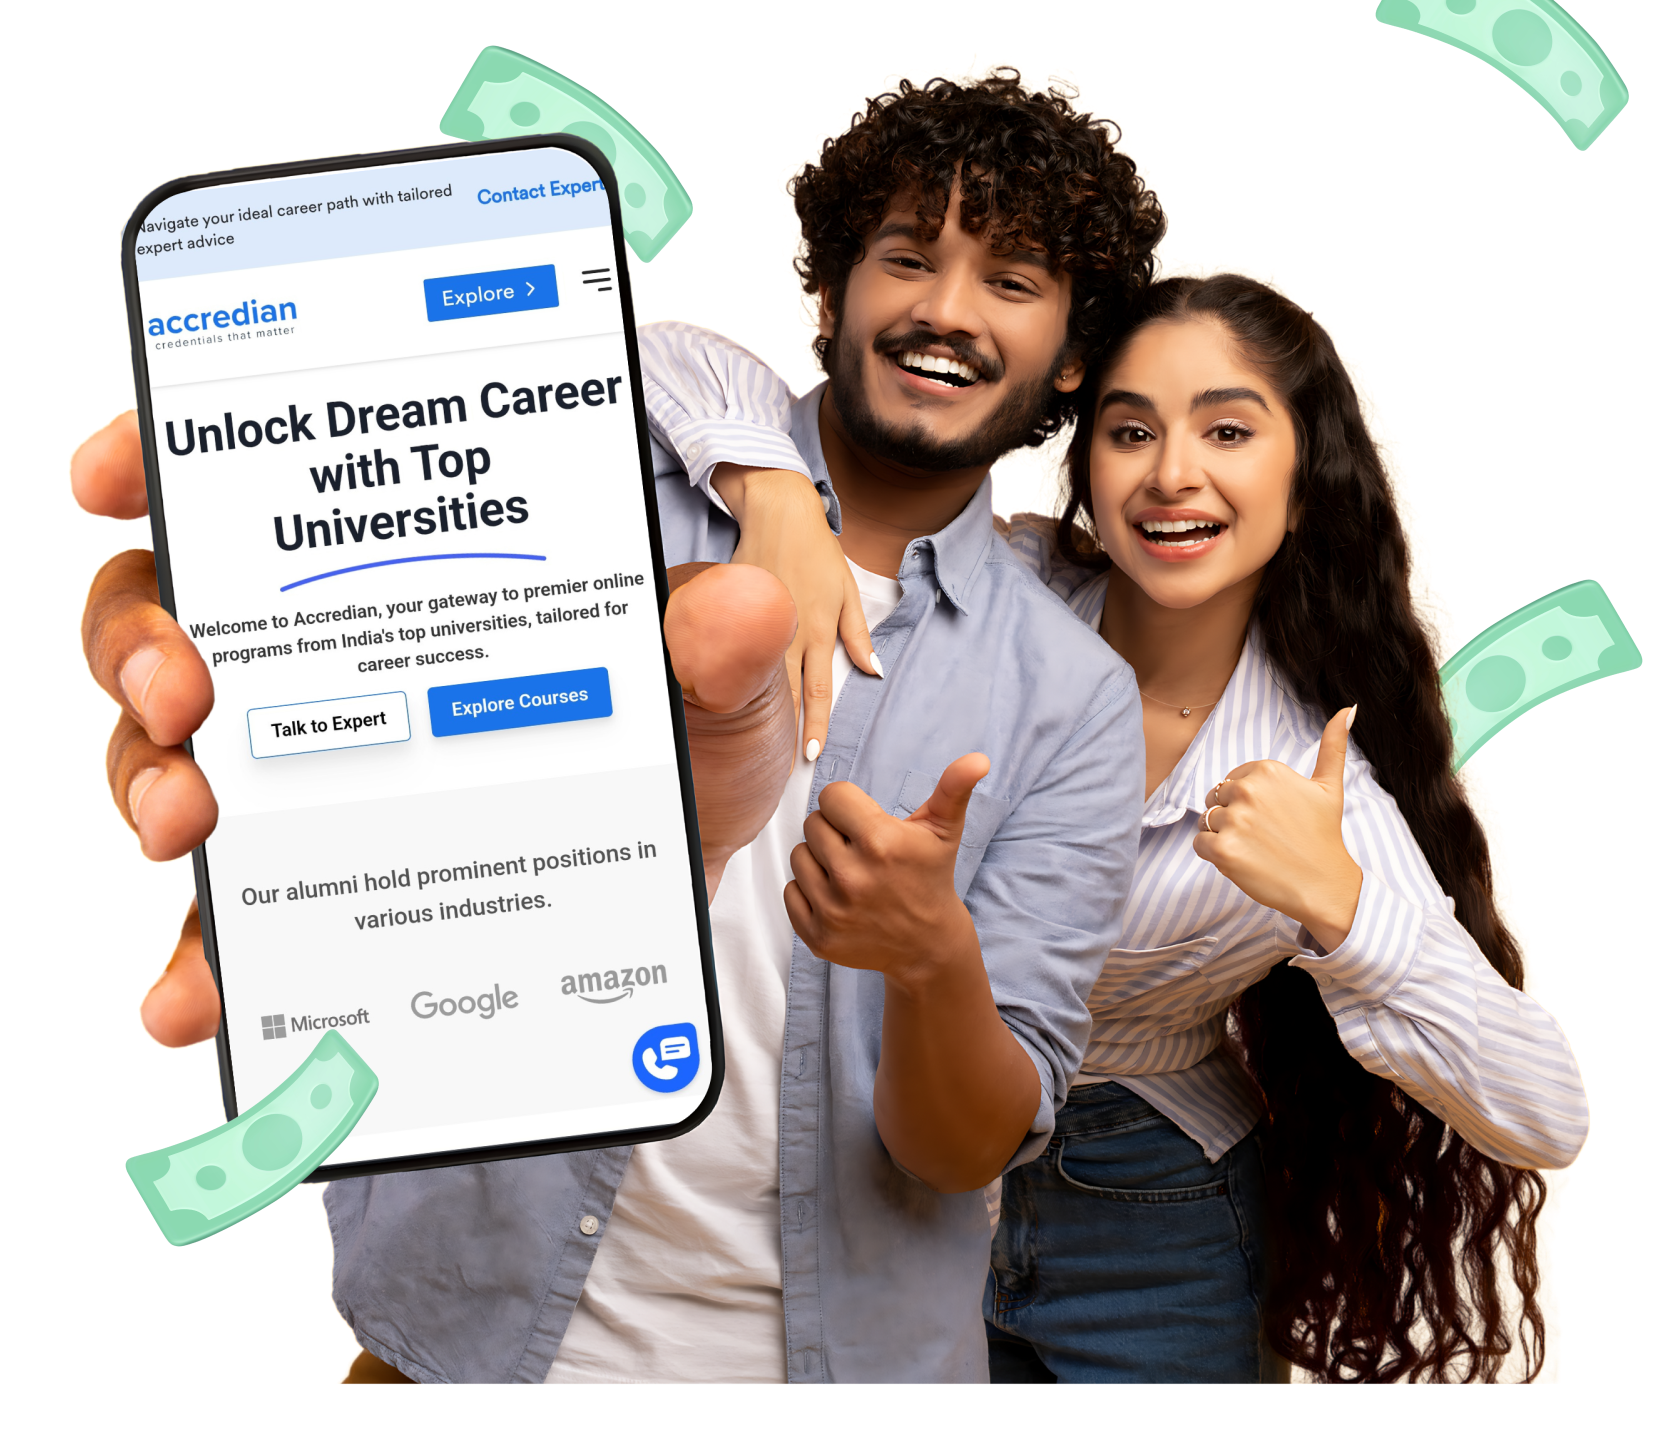 Navigate your ideal career path with tailored
expert advice
Contact Expert
accredian
credentials that matter
Explore
Unlock Dream Career
with Top
Universities
Welcome to Accredian, your gateway to premier online
programs from India's top universities, tailored for
career success.
Talk to Expert
Explore Courses
Our alumni hold prominent positions in
various industries.
Microsoft
Google
amazon